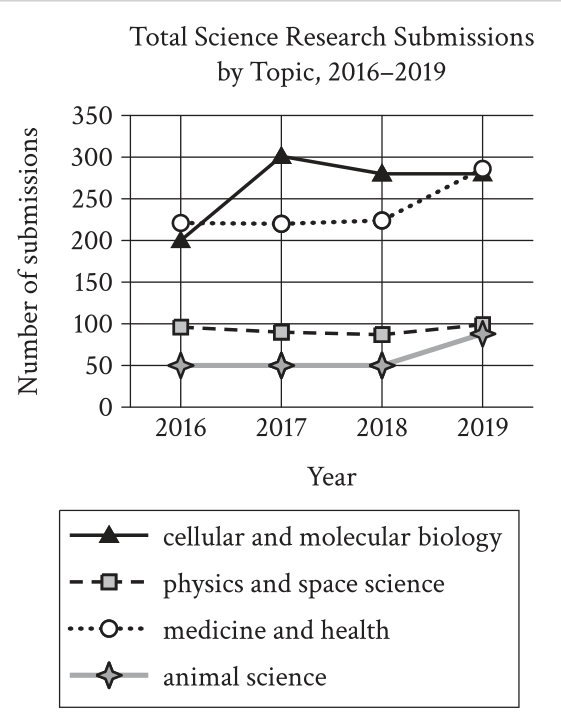 Total Science Research Submissions
by Topic, 2016–2019
Number of submissions
350
300
250
200
150
100
50
0
2016 2017 2018 2019
Year
cellular and molecular biology
physics and space science
medicine and health
animal science